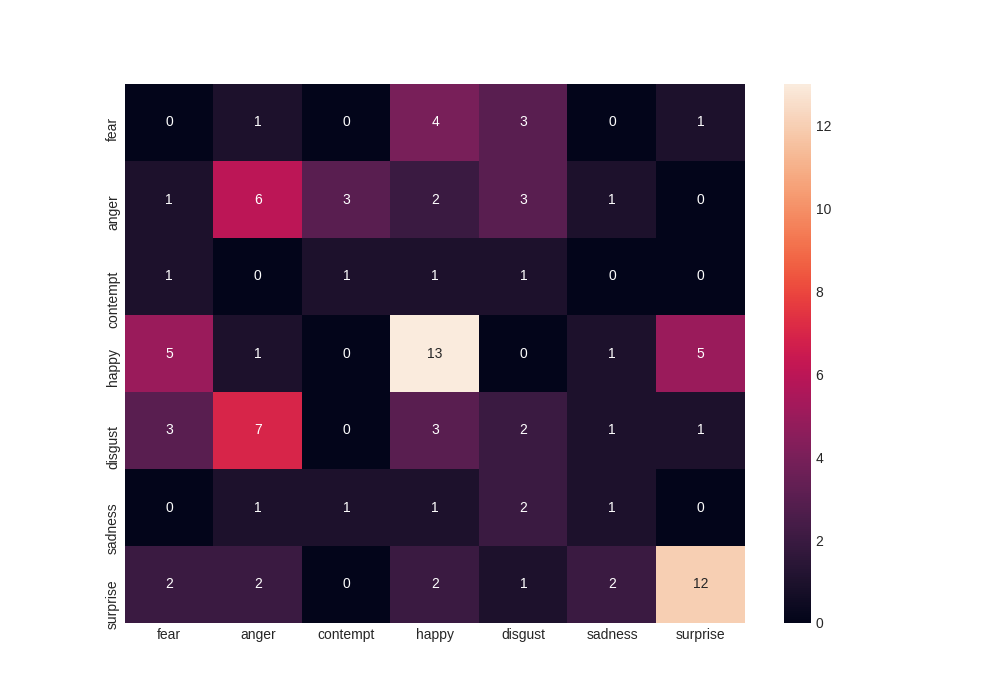 fear 0 1 0 4 3 0 1
anger 1 6 3 2 3 1 0
contempt 1 0 1 1 1 0 0
happy 5 1 0 13 0 1 5
disgust 3 7 0 3 2 1 1
sadness 0 1 1 1 2 1 0
surprise 2 2 0 2 1 2 12
fear anger contempt happy disgust sadness surprise
12
10
8
6
4
2
0